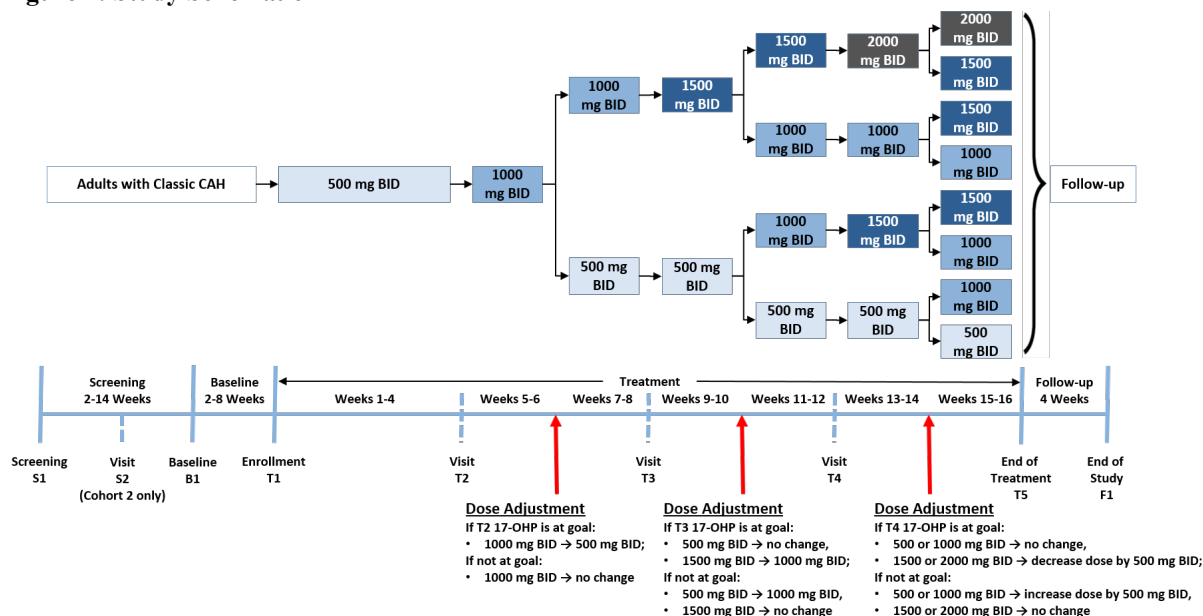 2000
mg BID
1500
mg BID
2000
mg BID
1500
mg BID
1000
mg BID
1500
mg BID
1500
mg BID
1000
mg BID
1000
mg BID
1000
mg BID
Adults with Classic CAH
500 mg BID
1000
mg BID
Follow-up
1500
mg BID
1000
mg BID
1500
mg BID
1000
mg BID
500 mg
BID
500 mg
BID
1000
mg BID
500 mg
BID
500 mg
BID
500
mg BID
Screening
2-14 Weeks
Baseline
2-8 Weeks
Treatment
Follow-up
4 Weeks
Weeks 1-4
Weeks 5-6
Weeks 7-8
Weeks 9-10
Weeks 11-12
Weeks 13-14
Weeks 15-16
Screening
S1
Visit
S2
(Cohort 2 only)
Baseline
B1
Enrollment
T1
Visit
T2
Visit
T3
Visit
T4
End of
Treatment
T5
End of
Study
F1
Dose Adjustment
If T2 17-OHP is at goal:
• 1000 mg BID → 500 mg BID;
If not at goal:
• 1000 mg BID → no change
Dose Adjustment
If T3 17-OHP is at goal:
• 500 mg BID → no change,
• 1500 mg BID → 1000 mg BID;
If not at goal:
• 500 mg BID → 1000 mg BID,
• 1500 mg BID → no change
Dose Adjustment
If T4 17-OHP is at goal:
• 500 or 1000 mg BID → no change,
• 1500 or 2000 mg BID → decrease dose by 500 mg BID;
If not at goal:
• 500 or 1000 mg BID → increase dose by 500 mg BID,
• 1500 or 2000 mg BID → no change